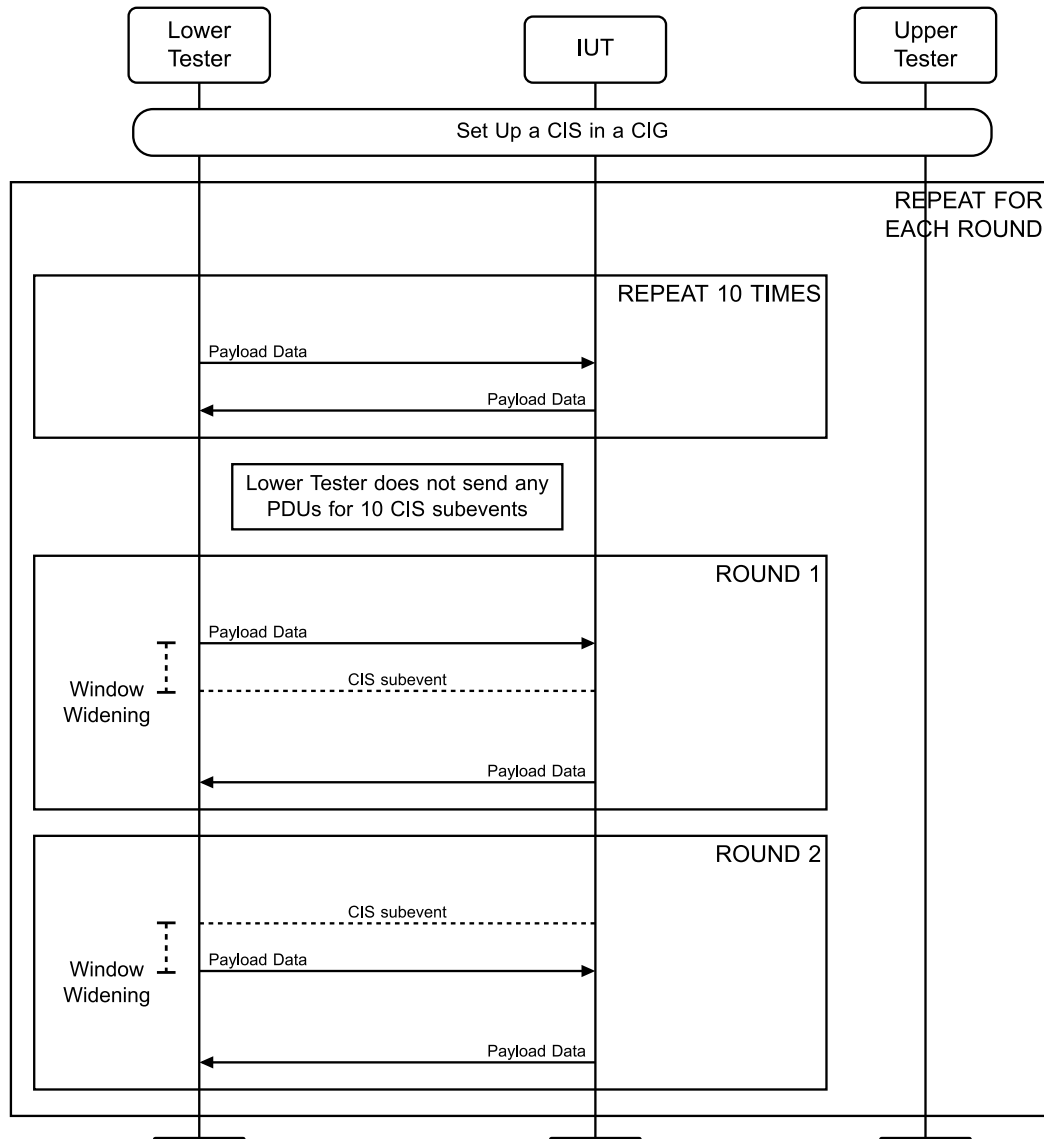 Lower
Tester
IUT
Upper
Tester
Set Up a CIS in a CIG
REPEAT FOR
EACH ROUND
REPEAT 10 TIMES
Payload Data
Payload Data
Lower Tester does not send any
PDUs for 10 CIS subevents
ROUND 1
Payload Data
CIS subevent
Window
Widening
Payload Data
ROUND 2
CIS subevent
Payload Data
Window
Widening
Payload Data